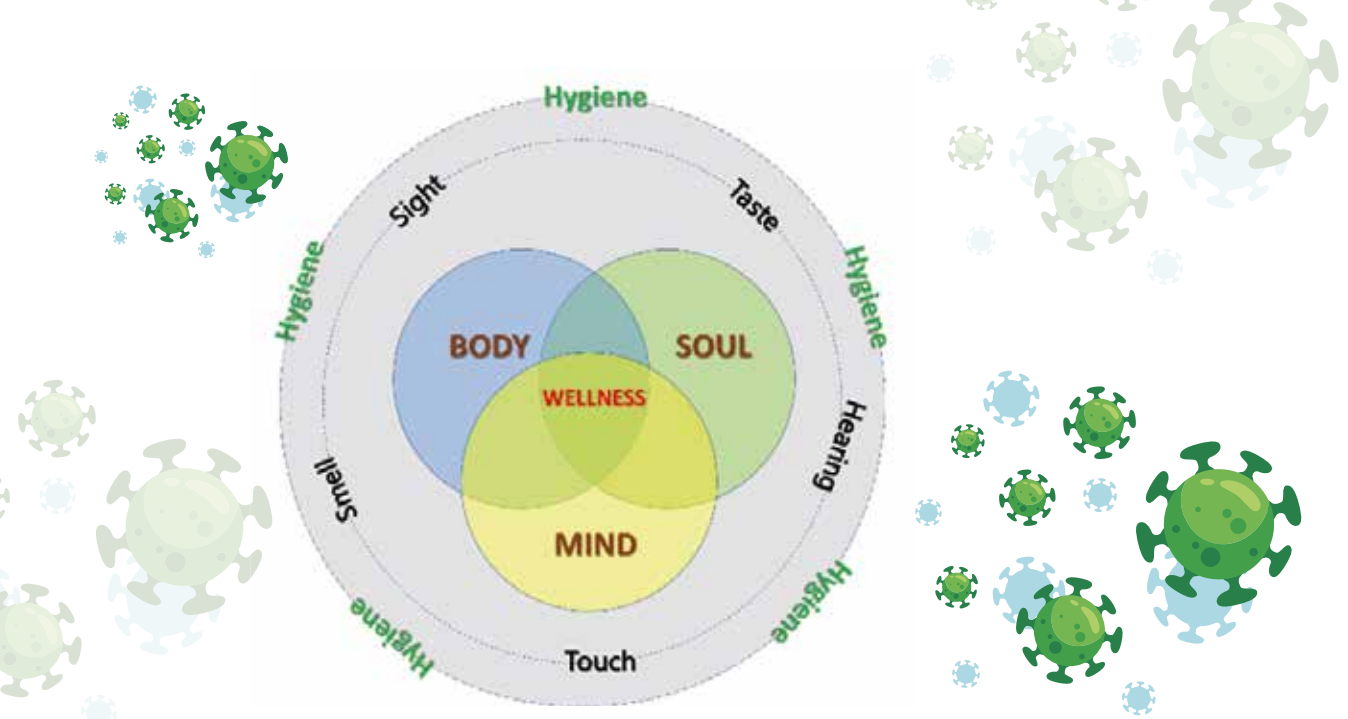 Hygiene
Sight
Taste
Hygiene
Hygiene
BODY
SOUL
WELLNESS
Hearing
Smell
MIND
Hygiene
Hygiene
Touch